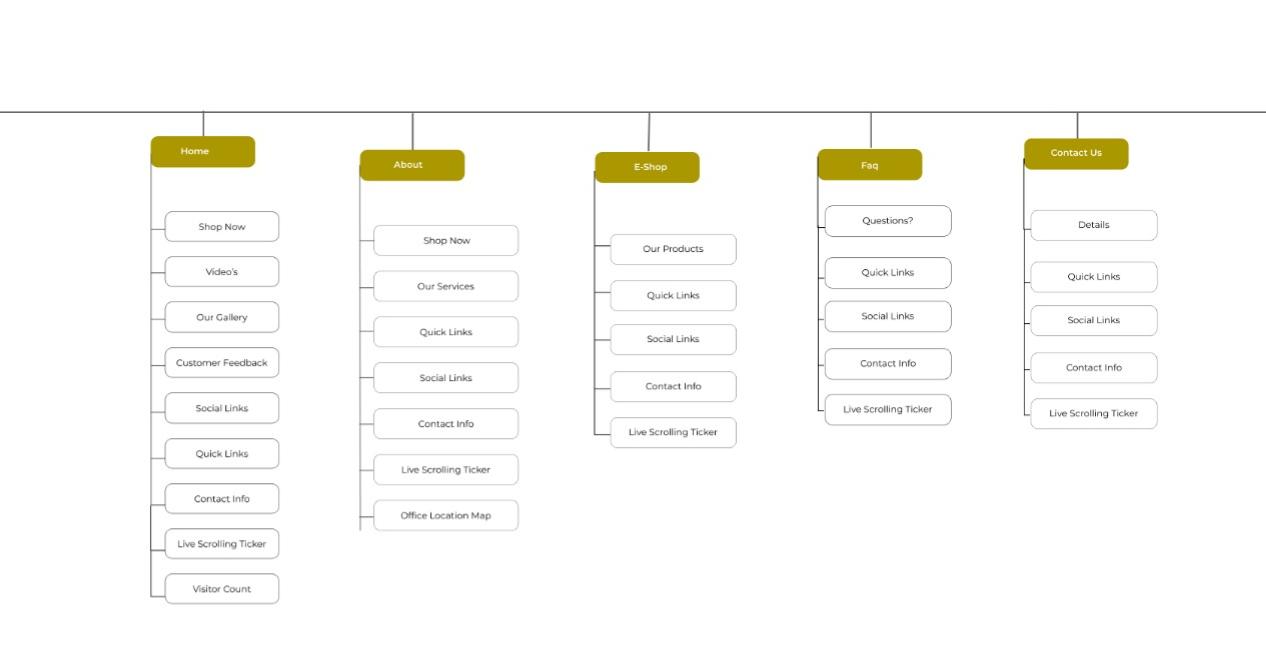 Home
Shop Now
Video's
Our Gallery
Customer Feedback
Social Links
Quick Links
Contact Info
Live Scrolling Ticker
Visitor Count
About
Shop Now
Our Services
Quick Links
Social Links
Contact Info
Live Scrolling Ticker
Office Location Map
E-Shop
Our Products
Quick Links
Social Links
Contact Info
Live Scrolling Ticker
Faq
Questions?
Quick Links
Social Links
Contact Info
Live Scrolling Ticker
Contact Us
Details
Quick Links
Social Links
Contact Info
Live Scrolling Ticker